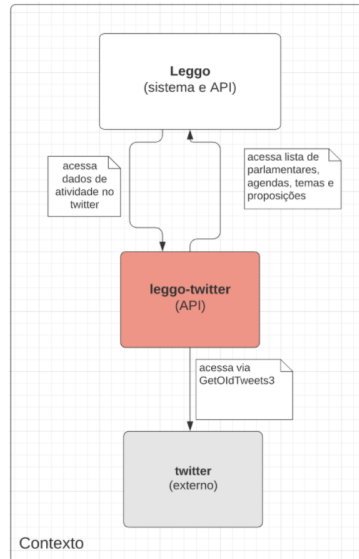 Leggo
(sistema e API)
acessa
dados de
atividade no
twitter
acessa lista de
parlamentares,
agendas, temas e
proposições
leggo-twitter
(API)
acessa via
GetOldTweets3
twitter
(externo)
Contexto